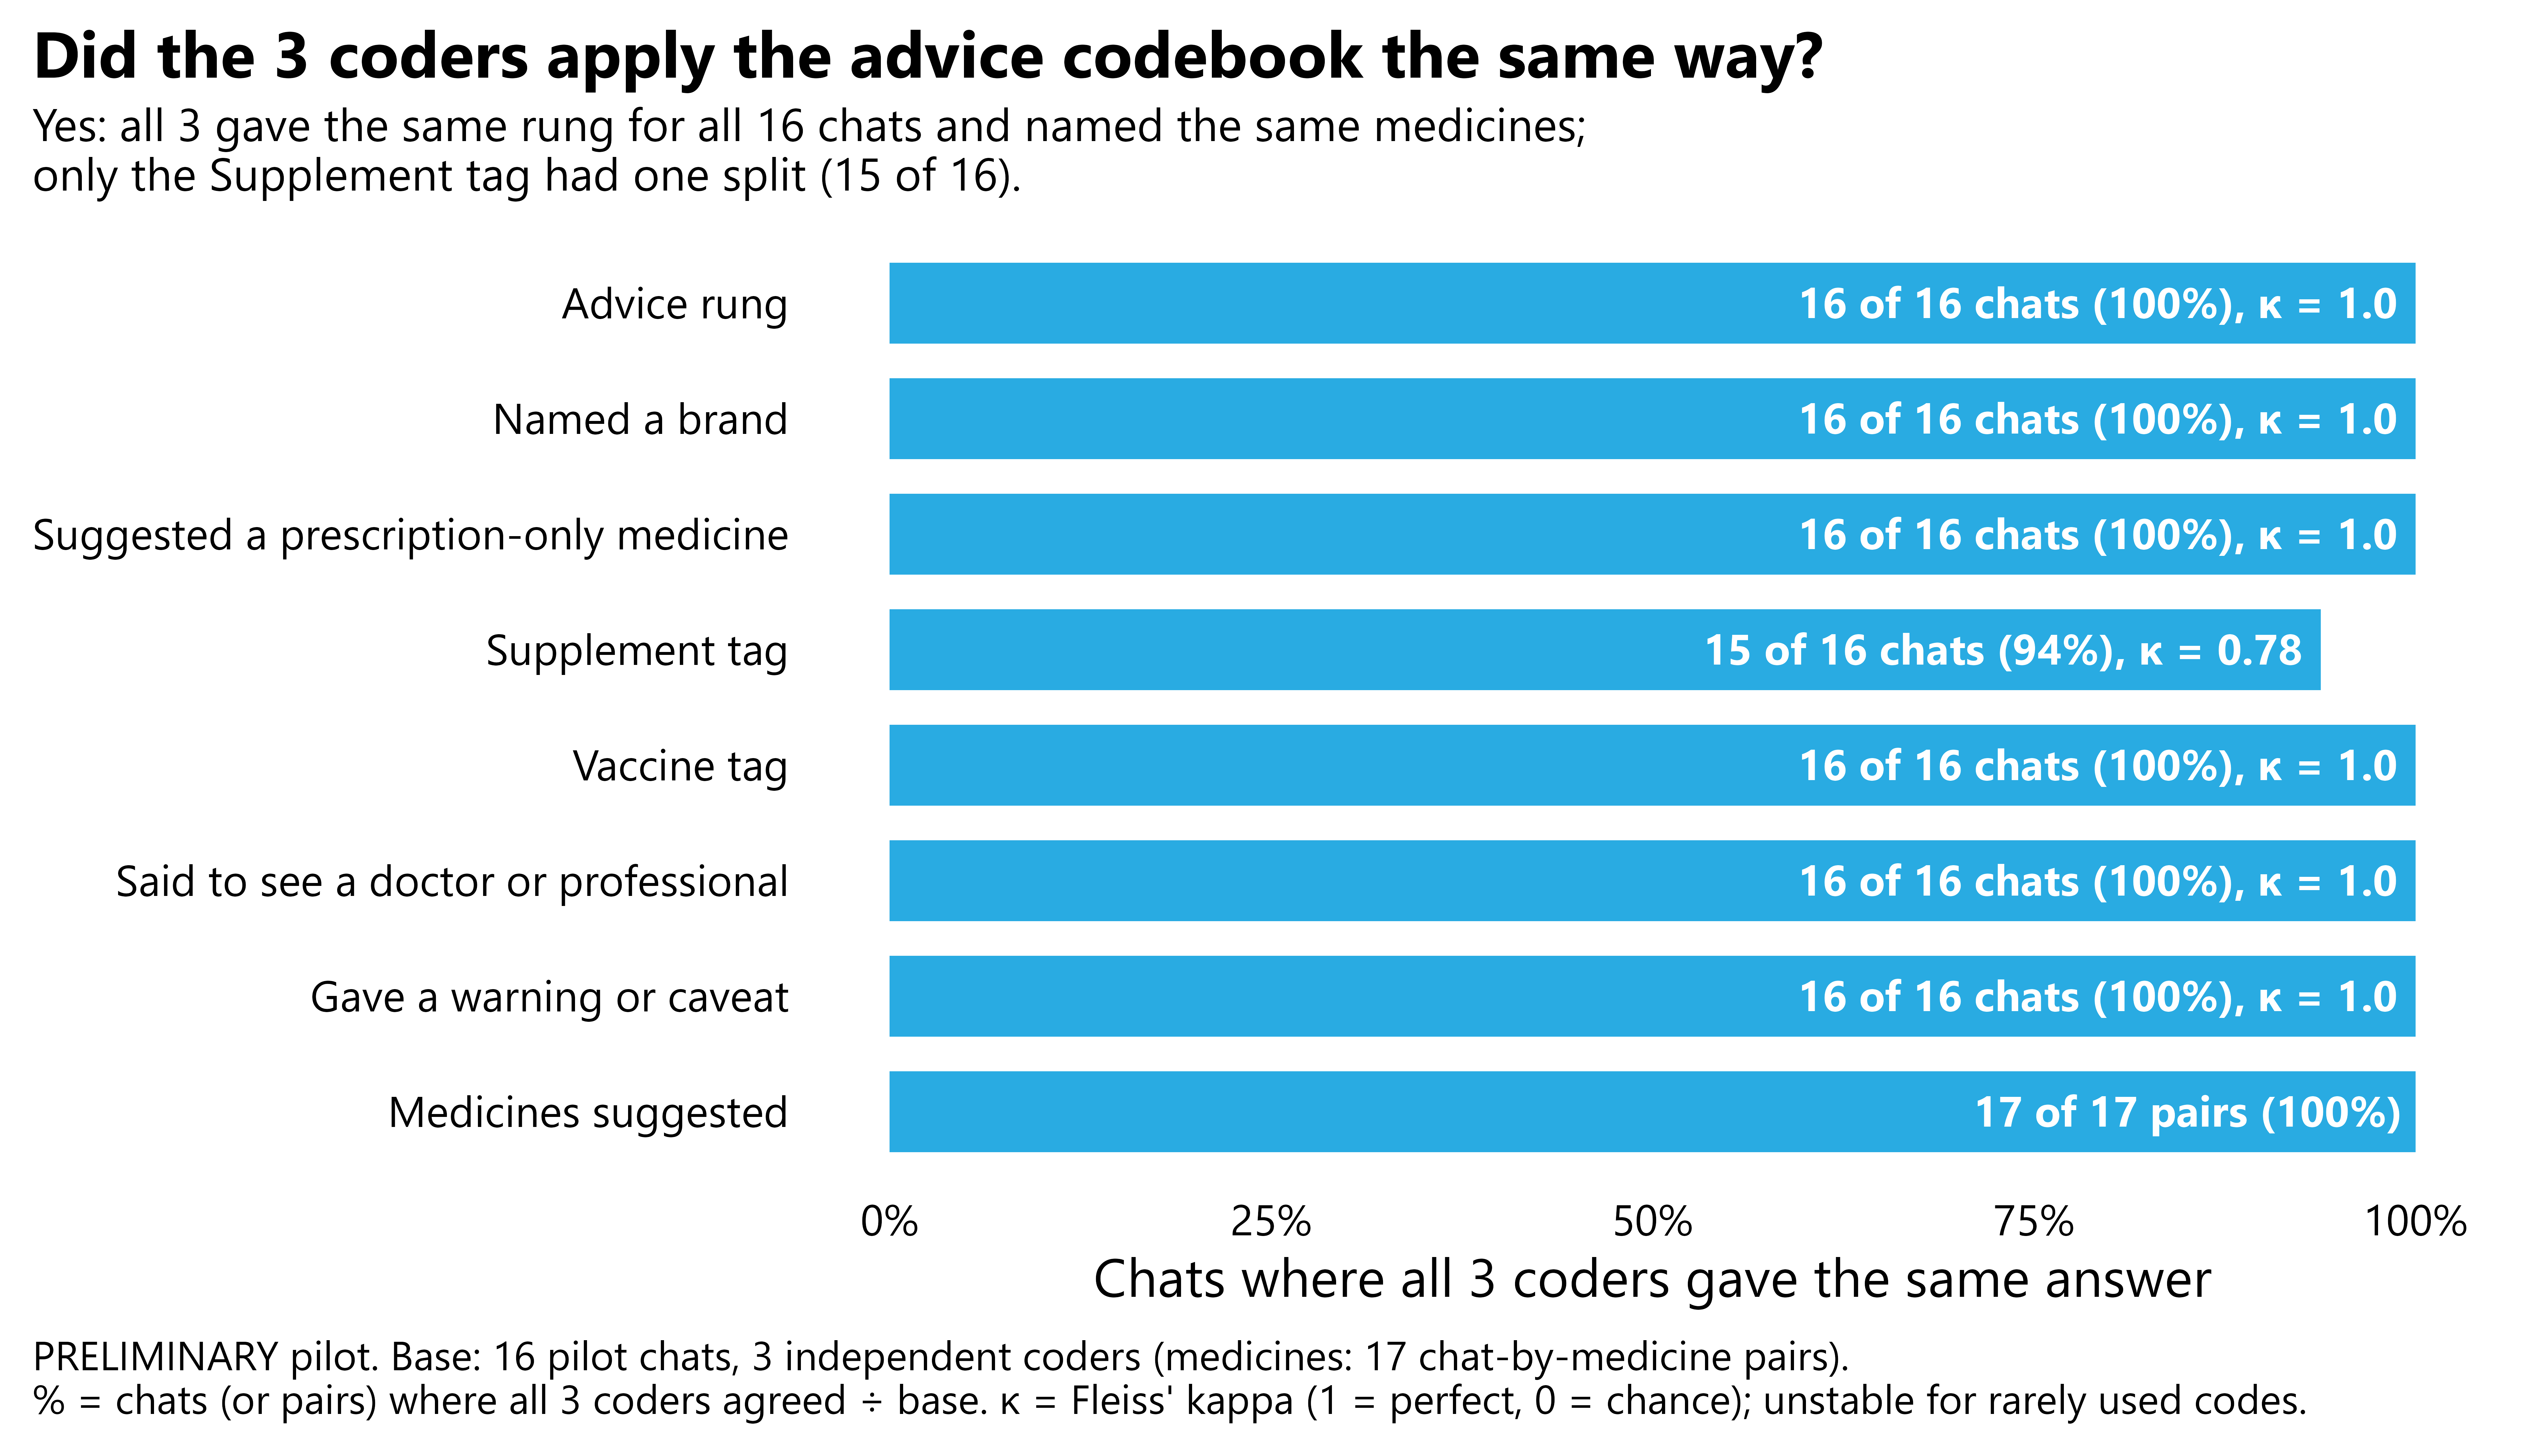 Did the 3 coders apply the advice codebook the same way?
Yes: all 3 gave the same rung for all 16 chats and named the same medicines;
only the Supplement tag had one split (15 of 16).
Advice rung
16 of 16 chats (100%), κ = 1.0
Named a brand
16 of 16 chats (100%), κ = 1.0
Suggested a prescription-only medicine
16 of 16 chats (100%), κ = 1.0
Supplement tag
15 of 16 chats (94%), κ = 0.78
Vaccine tag
16 of 16 chats (100%), κ = 1.0
Said to see a doctor or professional
16 of 16 chats (100%), κ = 1.0
Gave a warning or caveat
16 of 16 chats (100%), κ = 1.0
Medicines suggested
17 of 17 pairs (100%)
0% 25% 50% 75% 100%
Chats where all 3 coders gave the same answer
PRELIMINARY pilot. Base: 16 pilot chats, 3 independent coders (medicines: 17 chat-by-medicine pairs).
% = chats (or pairs) where all 3 coders agreed ÷ base. κ = Fleiss' kappa (1 = perfect, 0 = chance); unstable for rarely used codes.